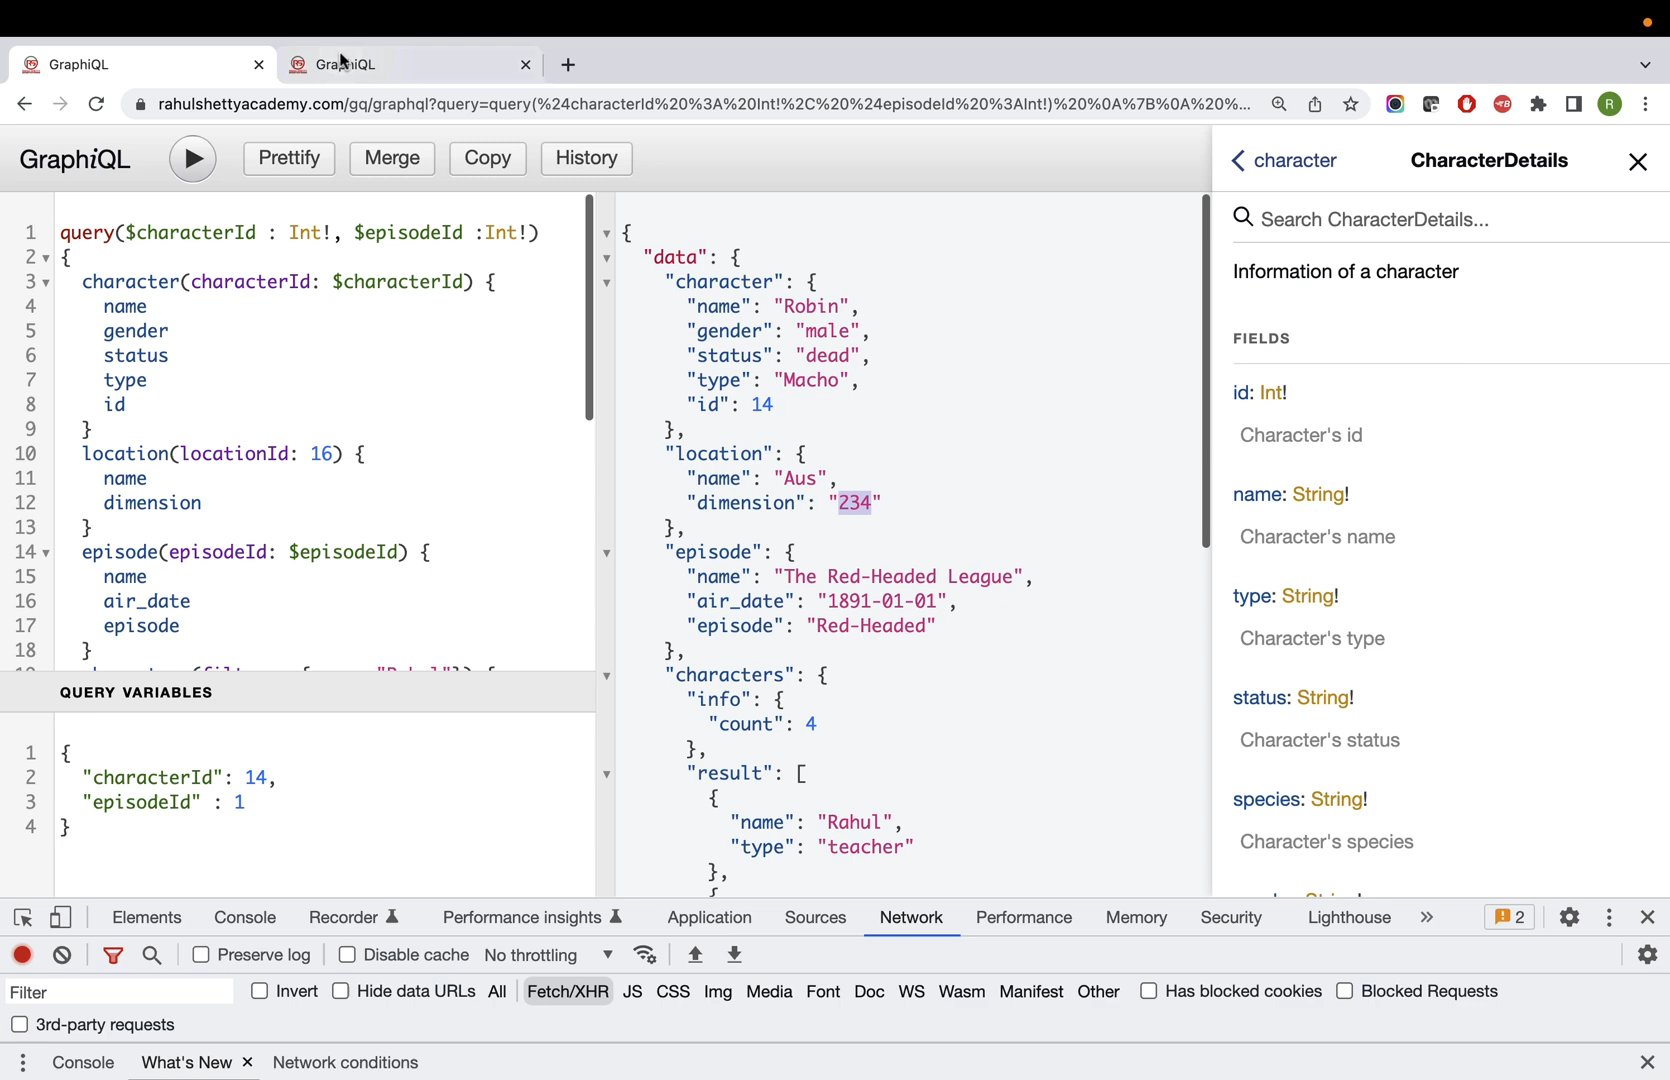 GraphiQL
GraphiQL
rahulshettyacademy.com/gq/graphql?query=query(%24characterId%20%3A%20Int!%2C%20%24episodeId%20%3AInt!)%20%0A%7B%0A%20%...
R
GraphiQL
Prettify
Merge
Copy
History
1 query($characterId : Int!, $episodeId :Int!)
2 {
3 character(characterId: $characterId) {
4 name
5 gender
6 status
7 type
8 id
9 }
10 location(locationId: 16) {
11 name
12 dimension
13 }
14 episode(episodeId: $episodeId) {
15 name
16 air_date
17 episode
18 }
QUERY VARIABLES
1 {
2 "characterId": 14,
3 "episodeId" : 1
4 }
{
"data": {
"character": {
"name": "Robin",
"gender": "male",
"status": "dead",
"type": "Macho",
"id": 14
},
"location": {
"name": "Aus",
"dimension": "234"
},
"episode": {
"name": "The Red-Headed League",
"air_date": "1891-01-01",
"episode": "Red-Headed"
},
"characters": {
"info": {
"count": 4
},
"result": [
{
"name": "Rahul",
"type": "teacher"
},
{
character
CharacterDetails
Search CharacterDetails...
Information of a character
FIELDS
id: Int!
Character's id
name: String!
Character's name
type: String!
Character's type
status: String!
Character's status
species: String!
Character's species
Elements Console Recorder Performance insights Application Sources Network Performance Memory Security Lighthouse » 2
Preserve log Disable cache No throttling
Filter Invert Hide data URLs All Fetch/XHR JS CSS Img Media Font Doc WS Wasm Manifest Other Has blocked cookies Blocked Requests
3rd-party requests
Console What's New Network conditions